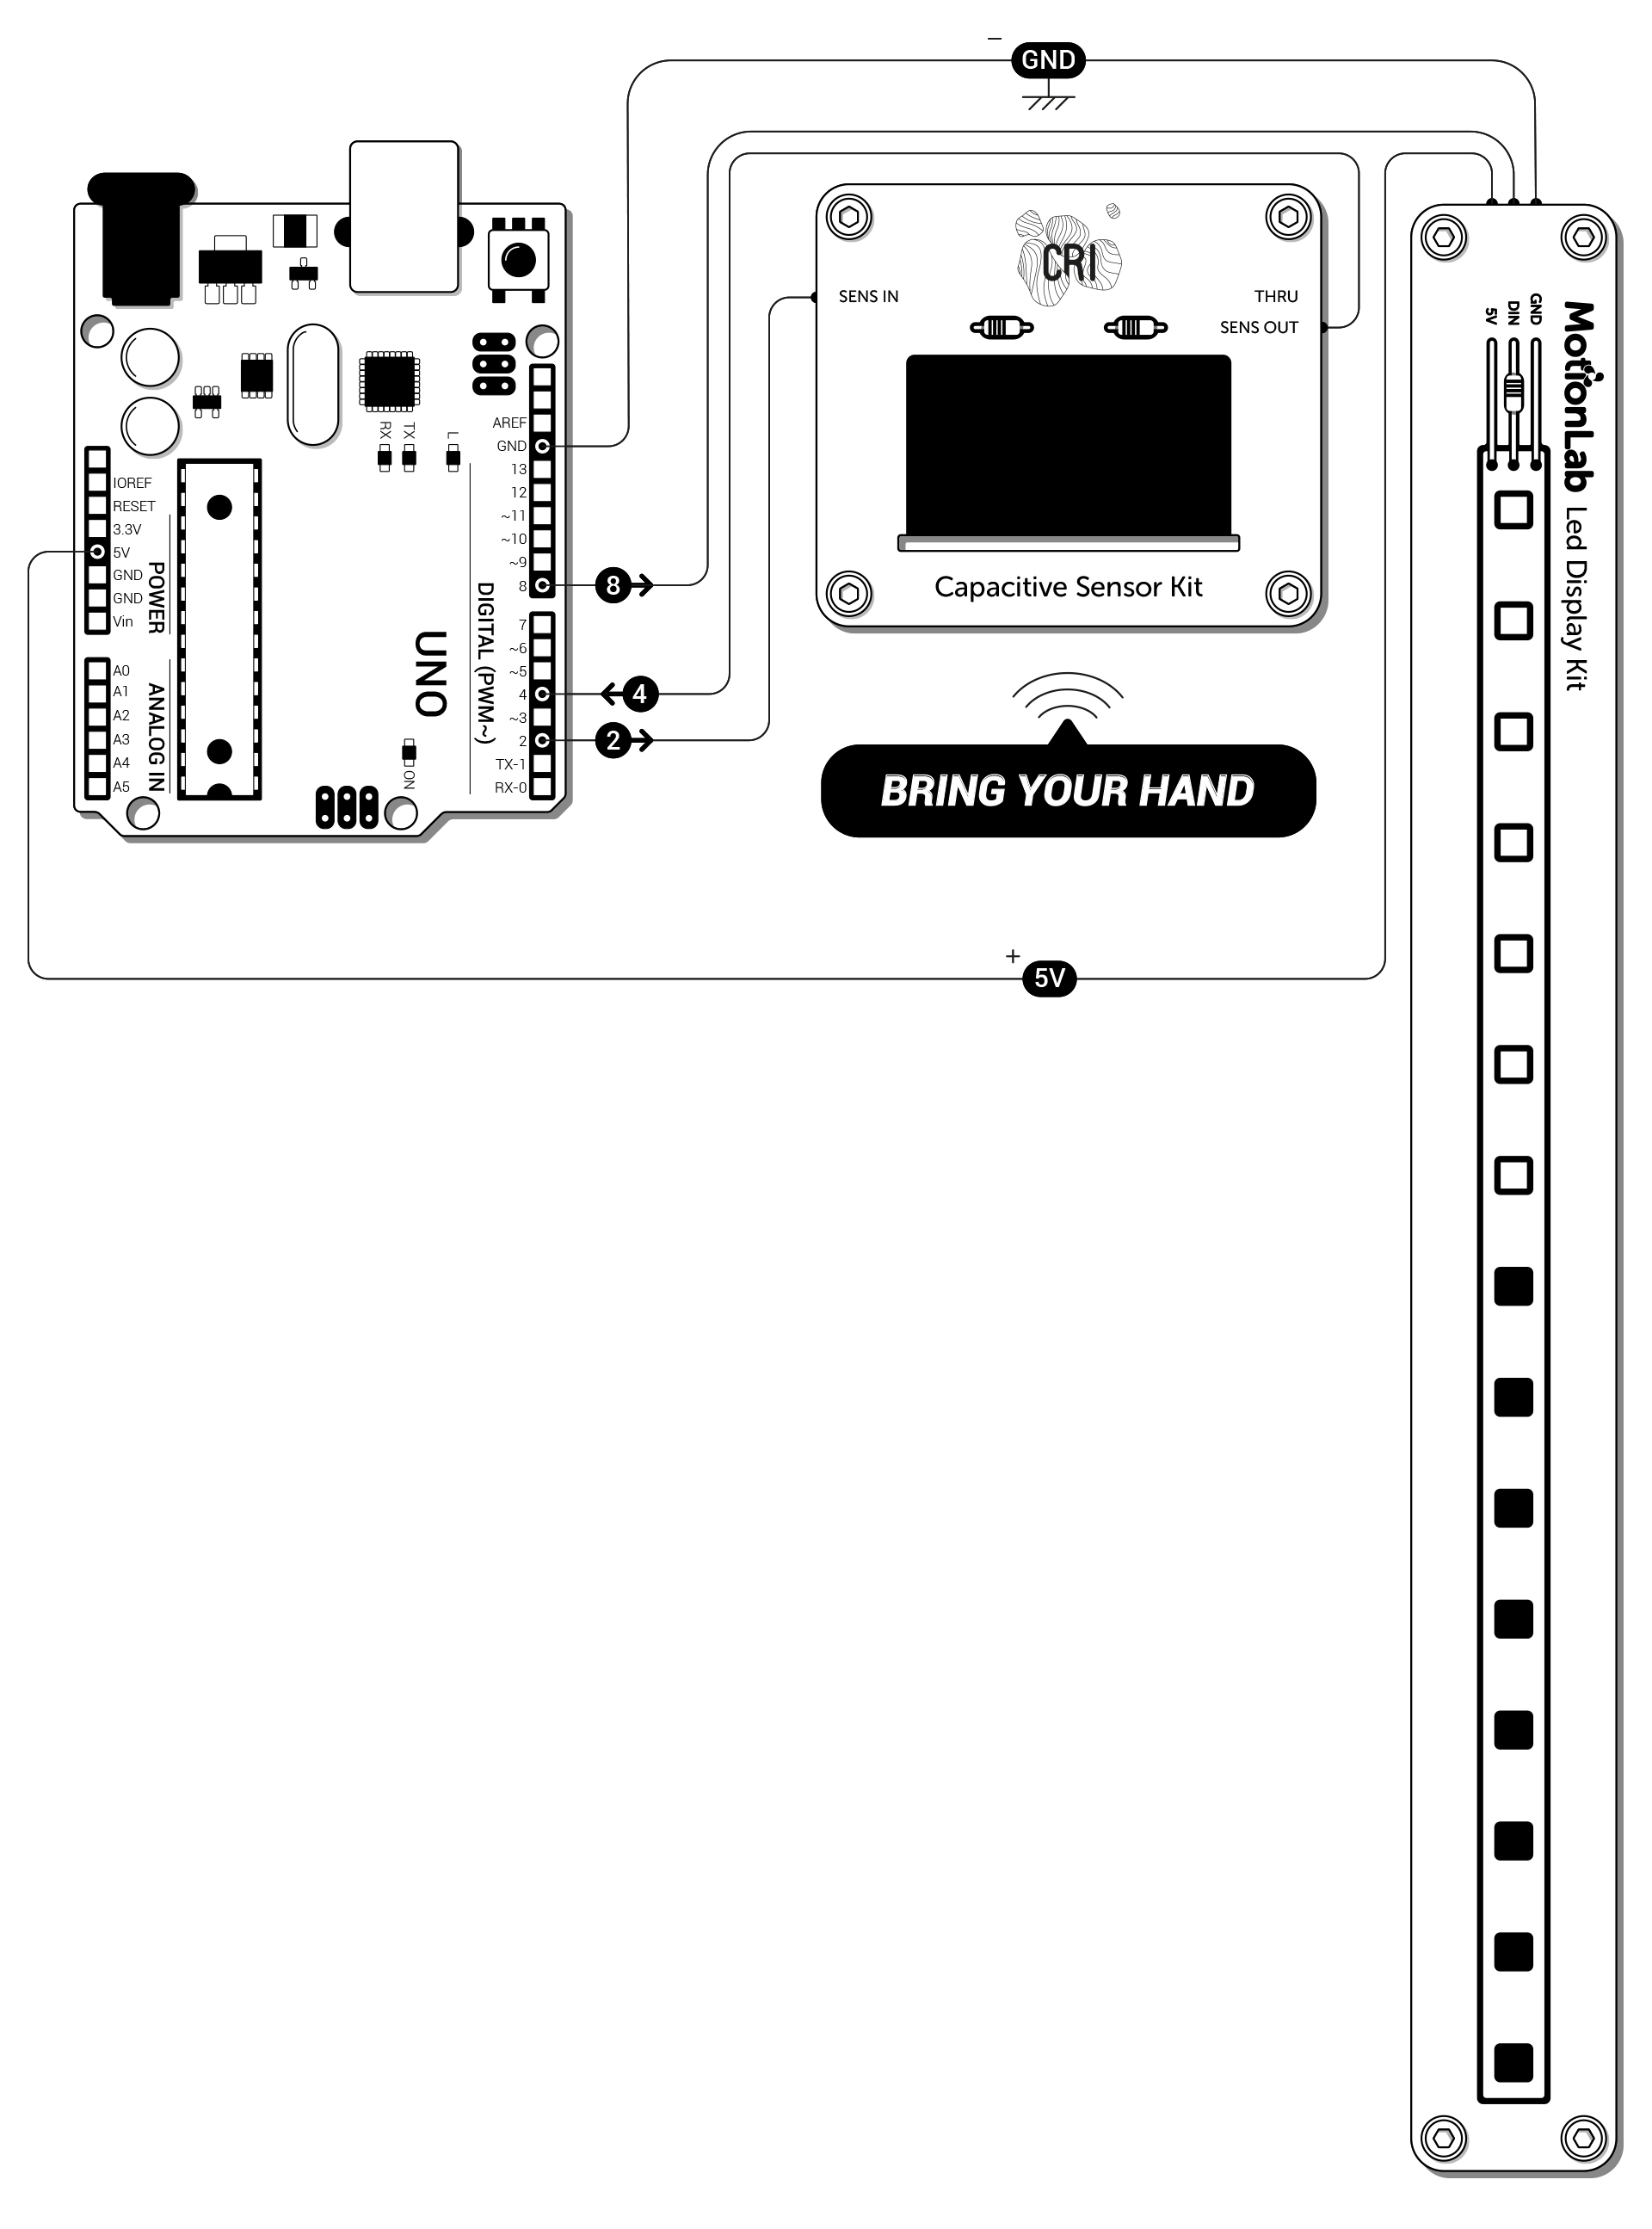 –
GND
SENS IN
CRI
THRU
SENS OUT
Capacitive Sensor Kit
BRING YOUR HAND
+
5V
RX
TX
L
AREF
GND
13
12
~11
~10
~9
8
7
~6
~5
4
~3
2
TX-1
RX-0
DIGITAL (PWM~)
UNO
ON
IOREF
RESET
3.3V
5V
GND
GND
Vin
POWER
A0
A1
A2
A3
A4
A5
ANALOG IN
8
4
2
5V
DIN
GND
MotionLab Led Display Kit